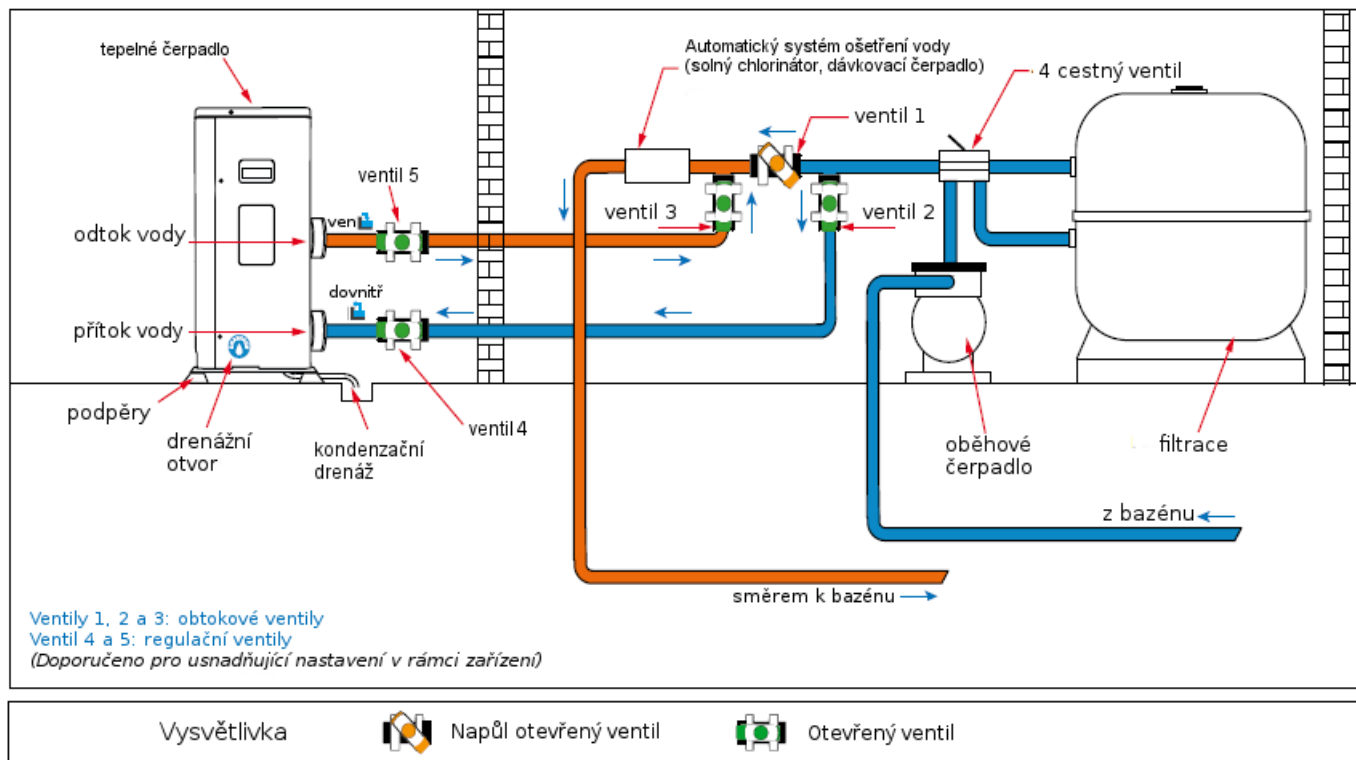 tepelné čerpadlo
Automatický systém ošetření vody
(solný chlorinátor, dávkovací čerpadlo)
4 cestný ventil
ventil 1
ventil 5
ventil 3
ventil 2
ven
odtok vody
dovnitř
přítok vody
podpěry
drenážní
otvor
kondenzační
drenáž
ventil 4
oběhové
čerpadlo
filtrace
z bazénu
směrem k bazénu
Ventily 1, 2 a 3: obtokové ventily
Ventil 4 a 5: regulační ventily
(Doporučeno pro usnadňující nastavení v rámci zařízení)
Vysvětlivka
Napůl otevřený ventil
Otevřený ventil